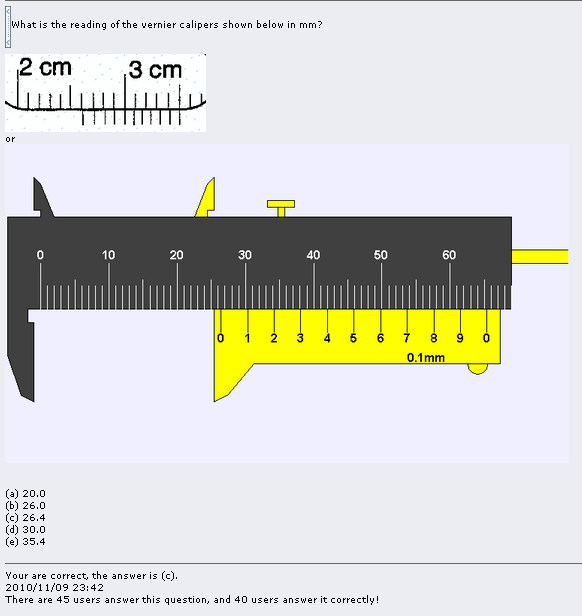 What is the reading of the vernier calipers shown below in mm?
2 cm 3 cm
or
0 10 20 30 40 50 60
0 1 2 3 4 5 6 7 8 9 0
0.1mm
(a) 20.0
(b) 26.0
(c) 26.4
(d) 30.0
(e) 35.4
Your are correct, the answer is (c).
2010/11/09 23:42
There are 45 users answer this question, and 40 users answer it correctly!